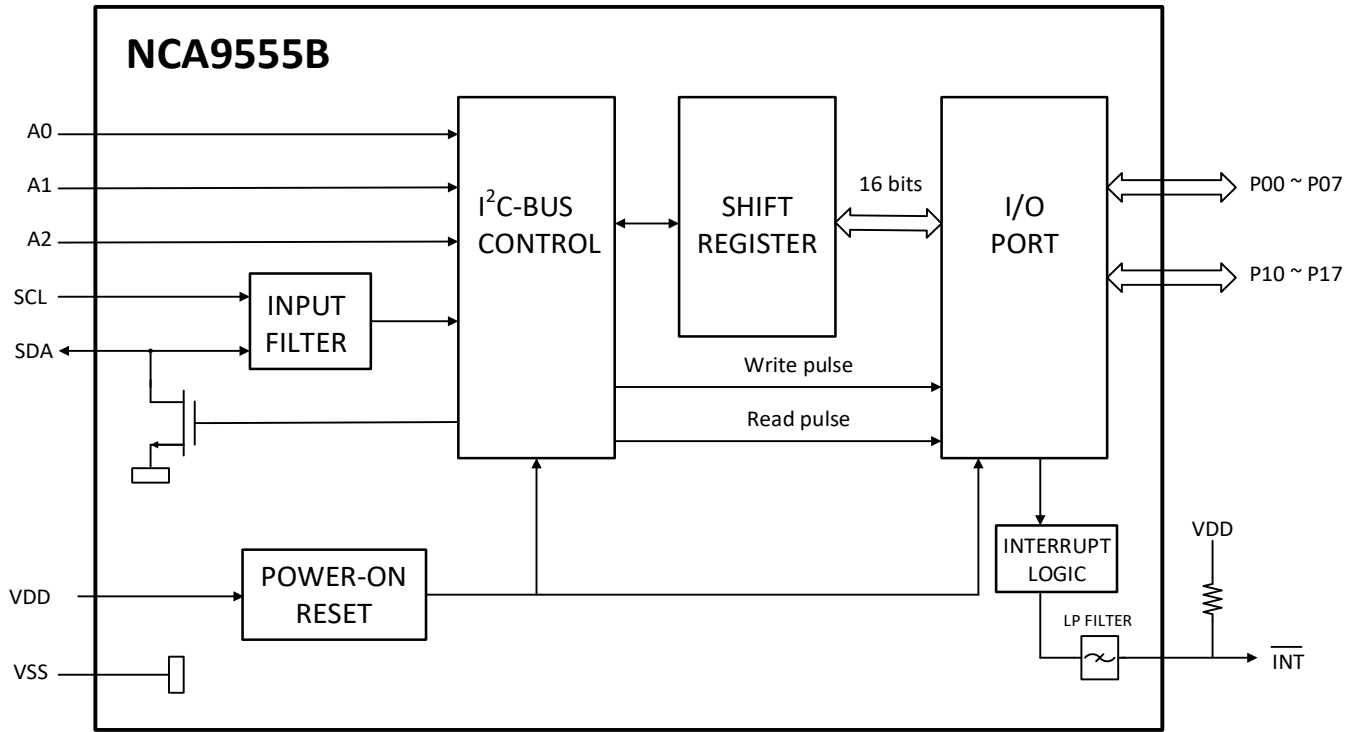 NCA9555B
A0
A1
A2
SCL
SDA
INPUT
FILTER
I²C-BUS
CONTROL
SHIFT
REGISTER
16 bits
I/O
PORT
P00 ~ P07
P10 ~ P17
Write pulse
Read pulse
VDD
POWER-ON
RESET
VSS
INTERRUPT
LOGIC
LP FILTER
VDD
INT